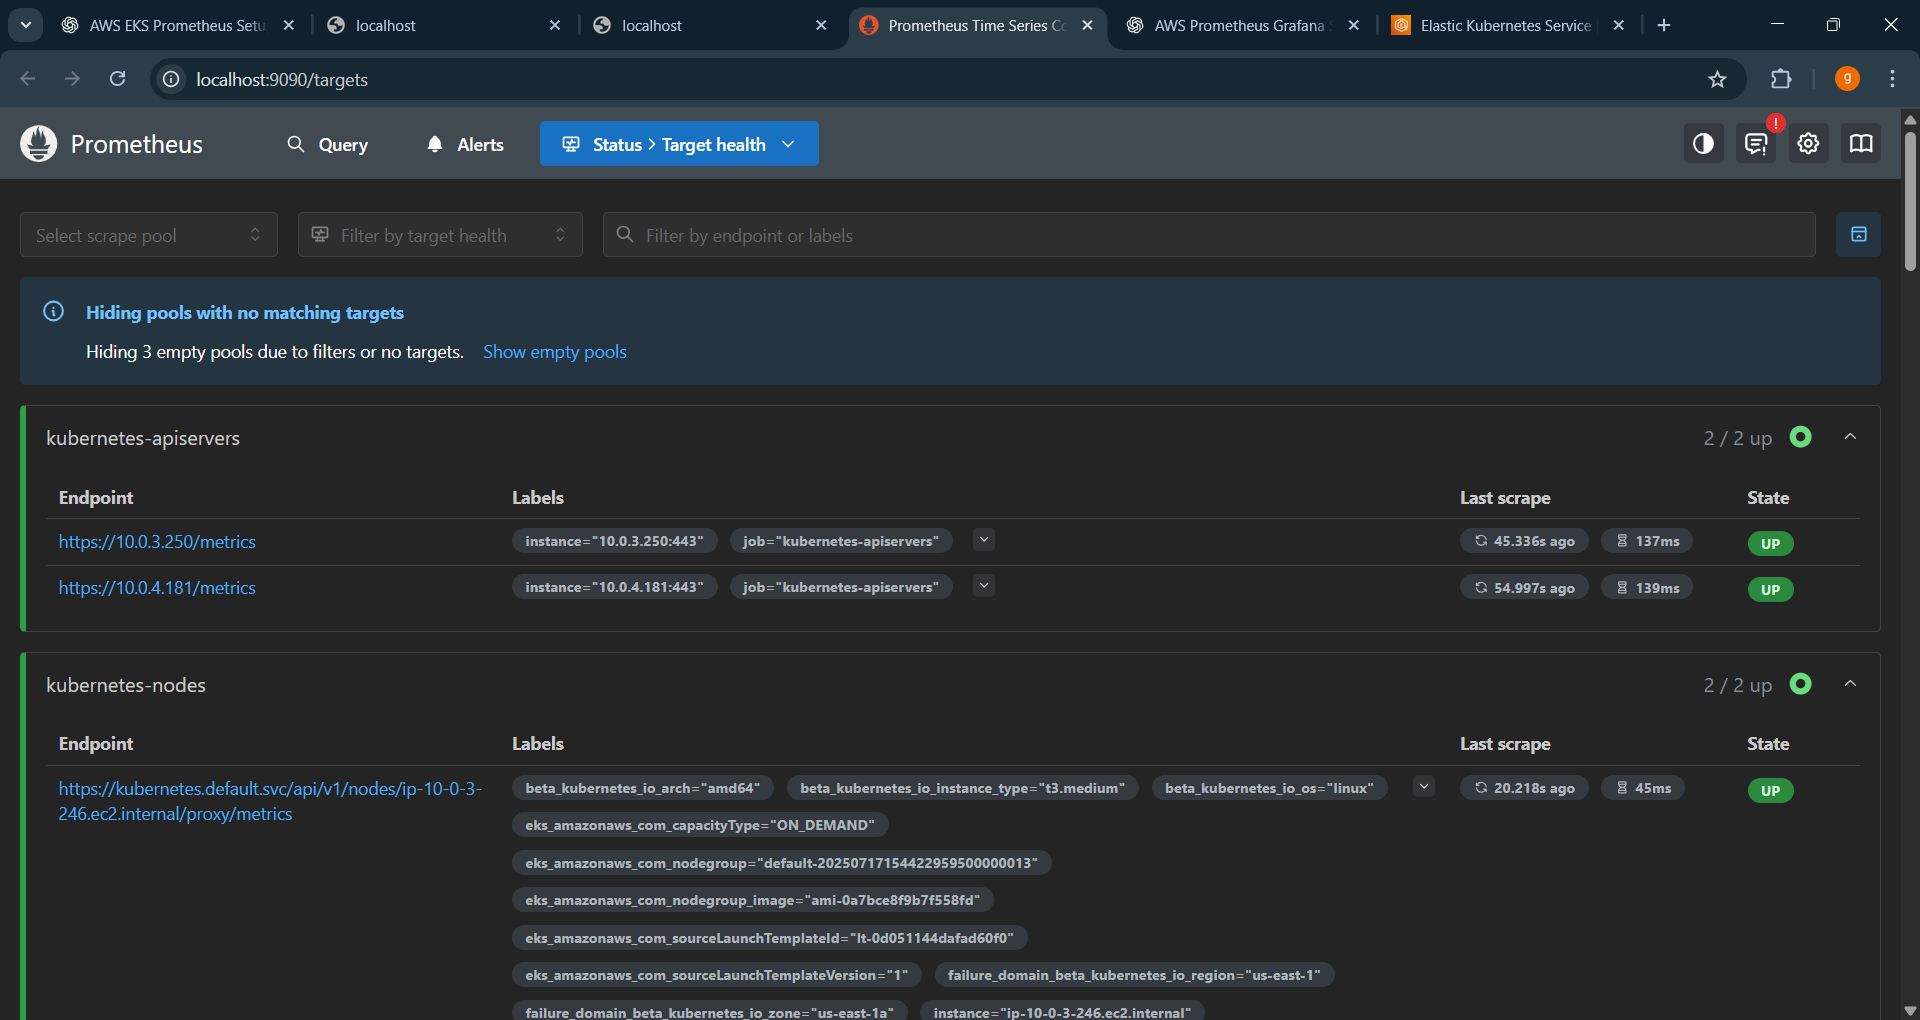 AWS EKS Prometheus Setu
localhost
localhost
Prometheus Time Series Co
AWS Prometheus Grafana S
Elastic Kubernetes Service
localhost:9090/targets
g
Prometheus
Query
Alerts
Status > Target health
!
Select scrape pool
Filter by target health
Filter by endpoint or labels
Hiding pools with no matching targets
Hiding 3 empty pools due to filters or no targets. Show empty pools
kubernetes-apiservers
2 / 2 up
Endpoint Labels Last scrape State
https://10.0.3.250/metrics instance="10.0.3.250:443" job="kubernetes-apiservers" 45.336s ago 137ms UP
https://10.0.4.181/metrics instance="10.0.4.181:443" job="kubernetes-apiservers" 54.997s ago 139ms UP
kubernetes-nodes
2 / 2 up
Endpoint Labels Last scrape State
https://kubernetes.default.svc/api/v1/nodes/ip-10-0-3-
246.ec2.internal/proxy/metrics
beta_kubernetes_io_arch="amd64" beta_kubernetes_io_instance_type="t3.medium" beta_kubernetes_io_os="linux" 20.218s ago 45ms UP
eks_amazonaws_com_capacityType="ON_DEMAND"
eks_amazonaws_com_nodegroup="default-20250717154422959500000013"
eks_amazonaws_com_nodegroup_image="ami-0a7bce8f9b7f558fd"
eks_amazonaws_com_sourceLaunchTemplateId="lt-0d051144dafad60f0"
eks_amazonaws_com_sourceLaunchTemplateVersion="1" failure_domain_beta_kubernetes_io_region="us-east-1"
failure_domain_beta_kubernetes_io_zone="us-east-1a" instance="ip-10-0-3-246.ec2.internal"